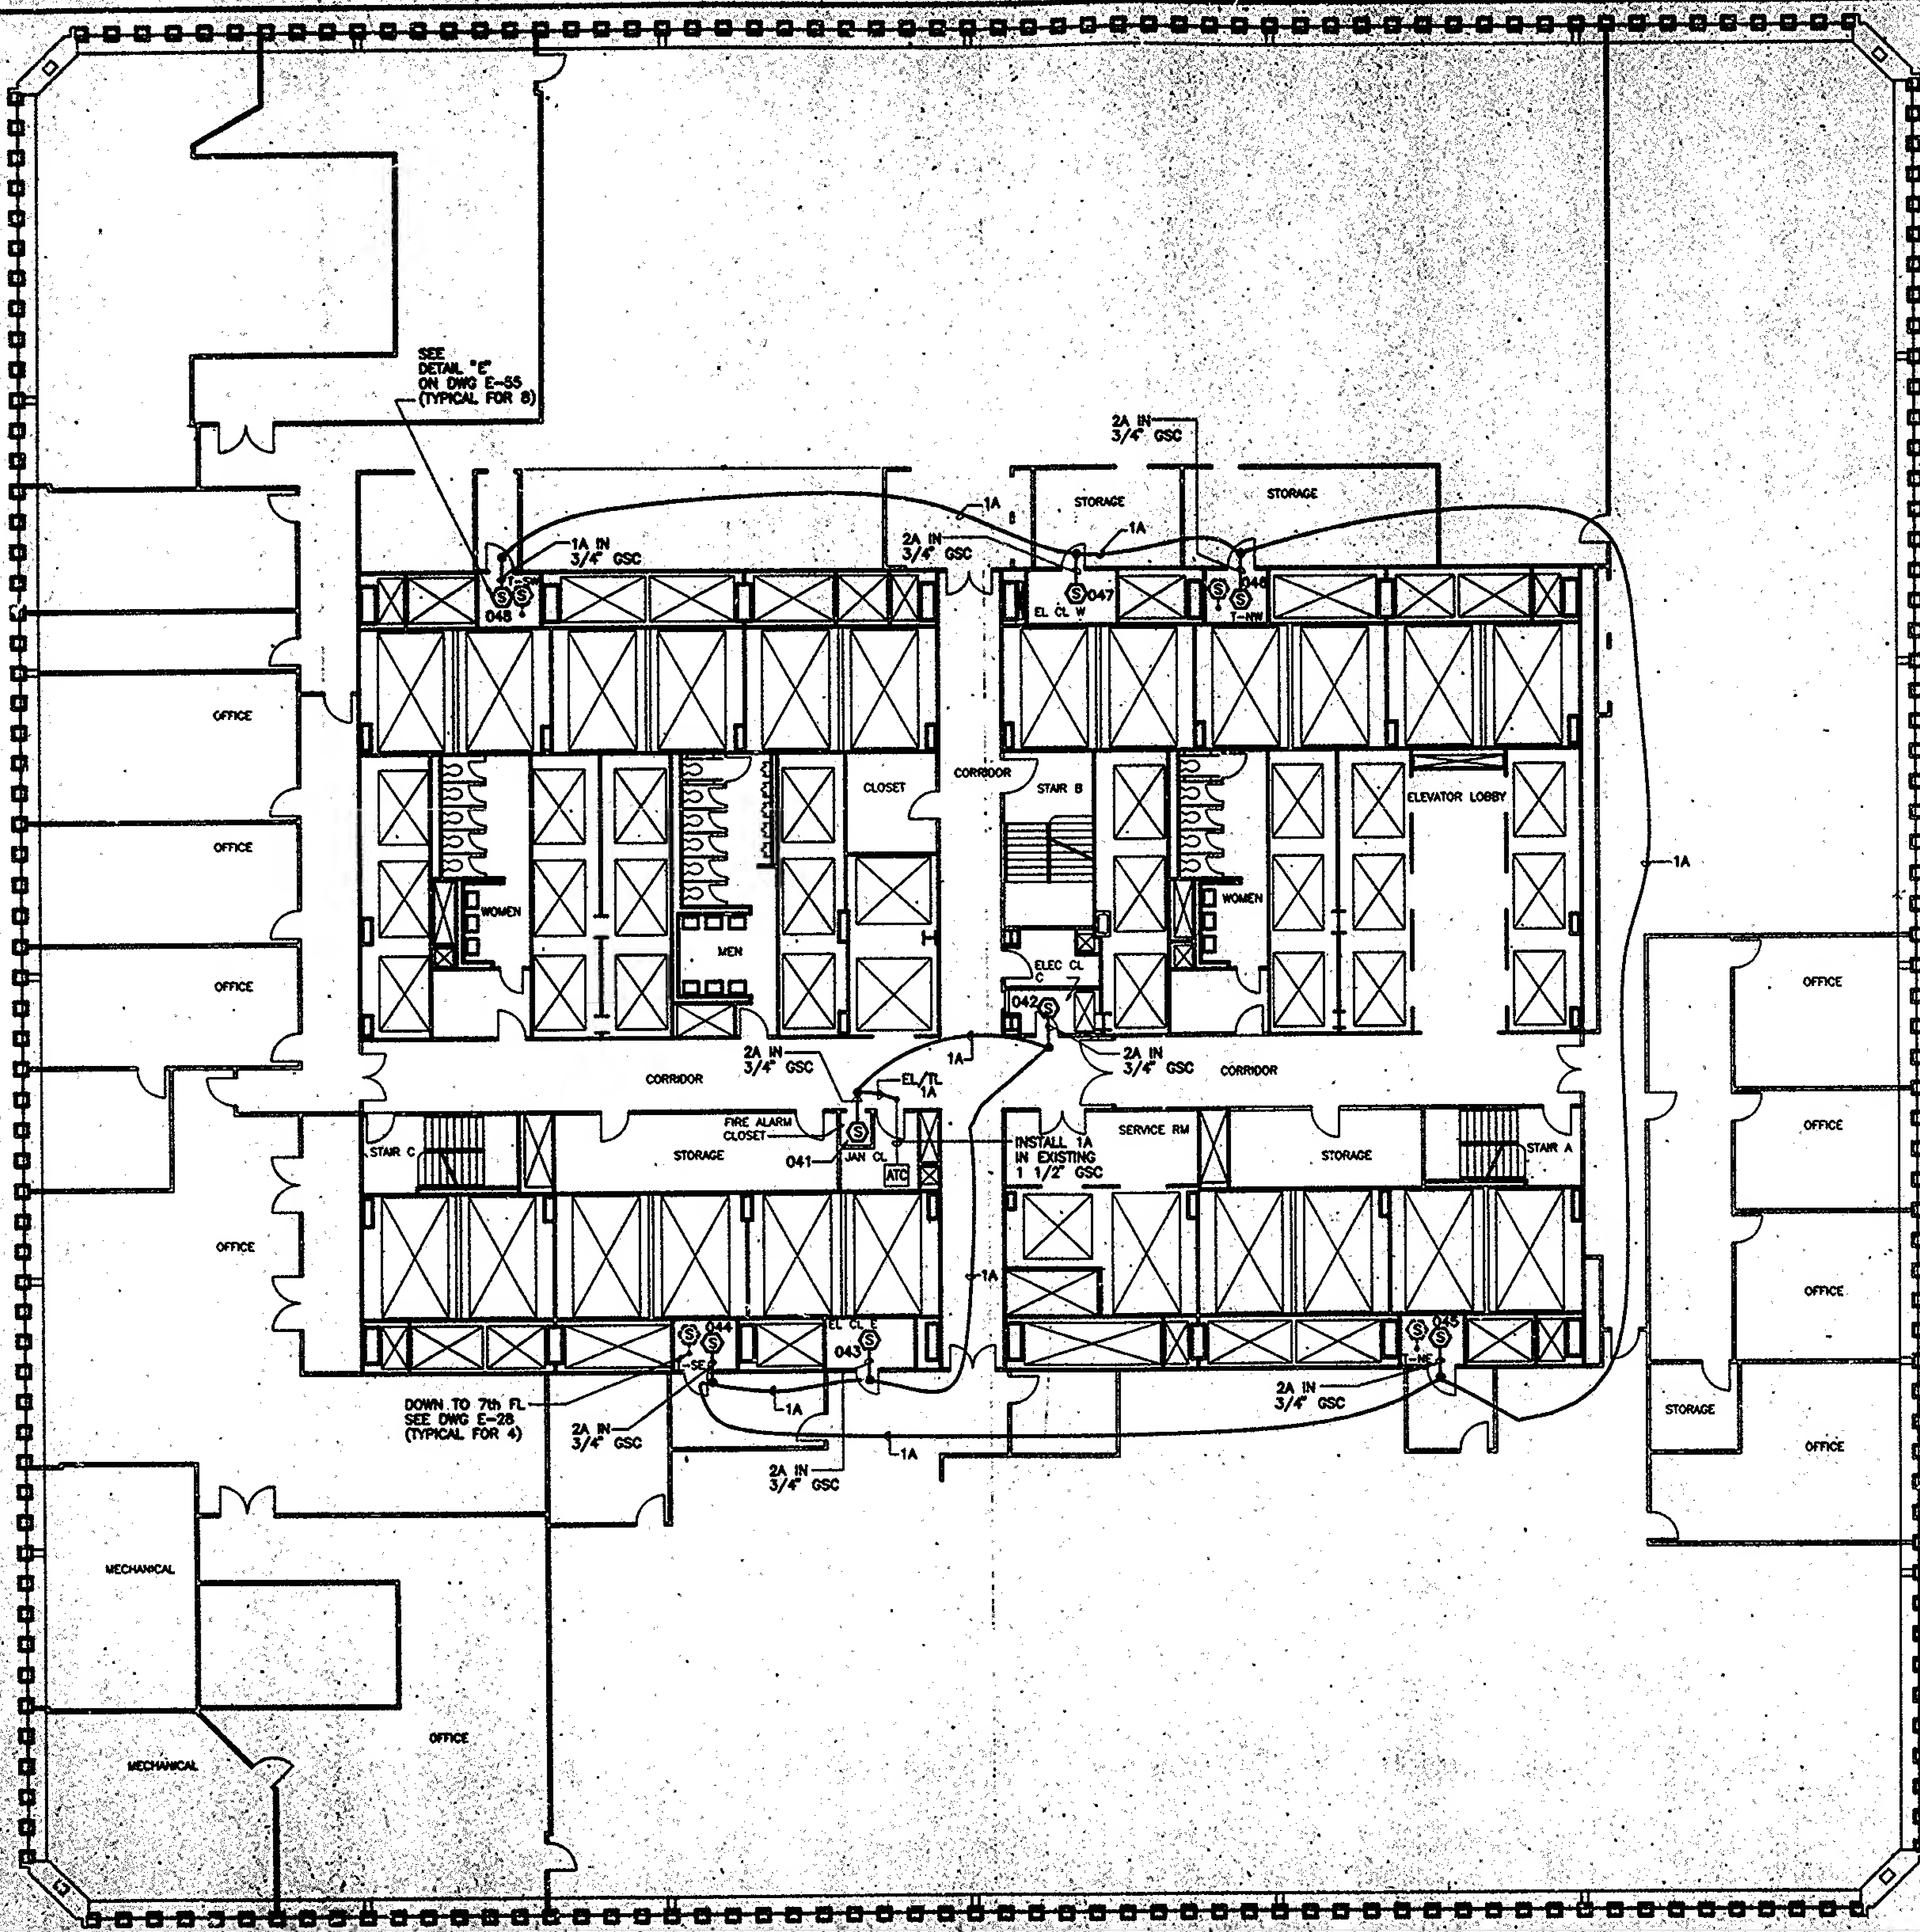 SEE
DETAIL "E"
ON DWG E-55
(TYPICAL FOR 8)
2A IN
3/4" GSC
STORAGE
STORAGE
1A
1A
1A IN
3/4" GSC
2A IN
3/4" GSC
T-SW
048
047
EL CL W
046
T-NW
OFFICE
CLOSET
CORRIDOR
STAIR B
ELEVATOR LOBBY
OFFICE
1A
WOMEN
MEN
WOMEN
OFFICE
ELEC CL
C
OFFICE
042
2A IN
3/4" GSC
1A
2A IN
3/4" GSC
CORRIDOR
CORRIDOR
EL/TL
1A
FIRE ALARM
CLOSET
SERVICE RM
OFFICE
STAIR C
STORAGE
041
JAN CL
ATC
INSTALL 1A
IN EXISTING
1 1/2" GSC
STORAGE
STAIR A
OFFICE
1A
OFFICE
044
EL CL E
043
045
-SE
T-NE
DOWN TO 7th FL
SEE DWG E-28
(TYPICAL FOR 4)
2A IN
3/4" GSC
1A
2A IN
3/4" GSC
STORAGE
1A
OFFICE
2A IN
3/4" GSC
MECHANICAL
OFFICE
MECHANICAL